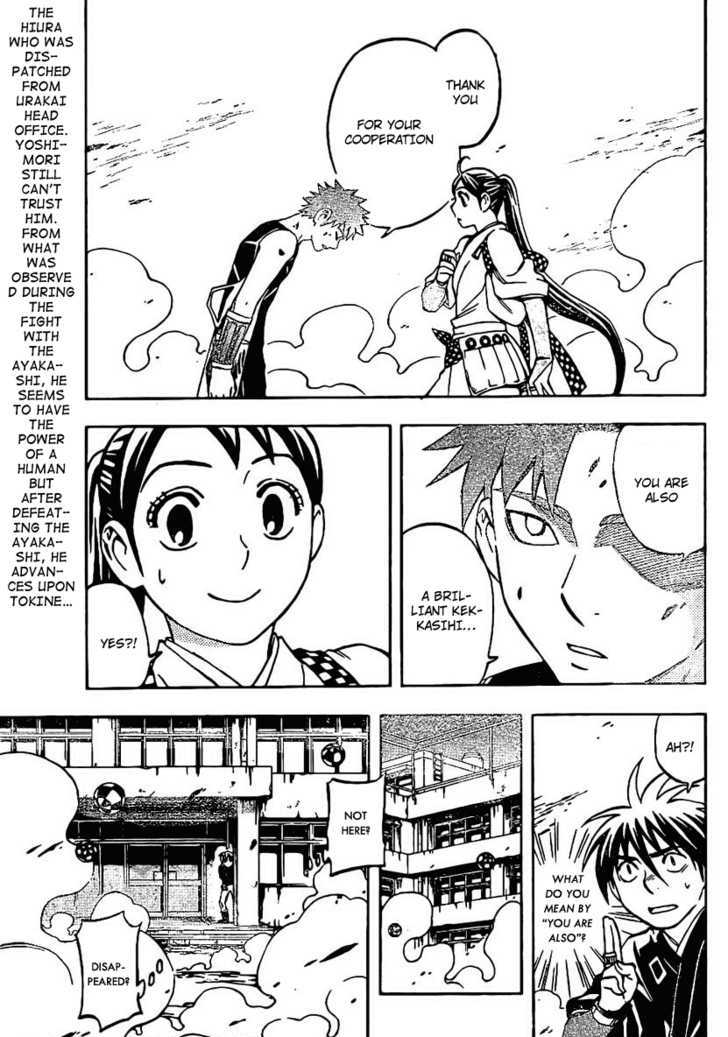 THE
HIURA
WHO WAS
DIS-
PATCHED
FROM
URAKAI
HEAD
OFFICE.
YOSHI-
MORI
STILL
CAN'T
TRUST
HIM.
FROM
WHAT
WAS
OBSERVE
D DURING
THE
FIGHT
WITH
THE
AYAKA-
SHI, HE
SEEMS
TO HAVE
THE
POWER
OF A
HUMAN
BUT
AFTER
DEFEAT-
ING THE
AYAKA-
SHI, HE
ADVAN-
CES UPON
TOKINE...
THANK
YOU
FOR YOUR
COOPERATION
YOU ARE
ALSO
A BRIL-
LIANT KEK-
KASIHI...
YES?!
AH?!
WHAT
DO YOU
MEAN BY
"YOU ARE
ALSO"?
NOT
HERE?
DISAP-
PEARED?